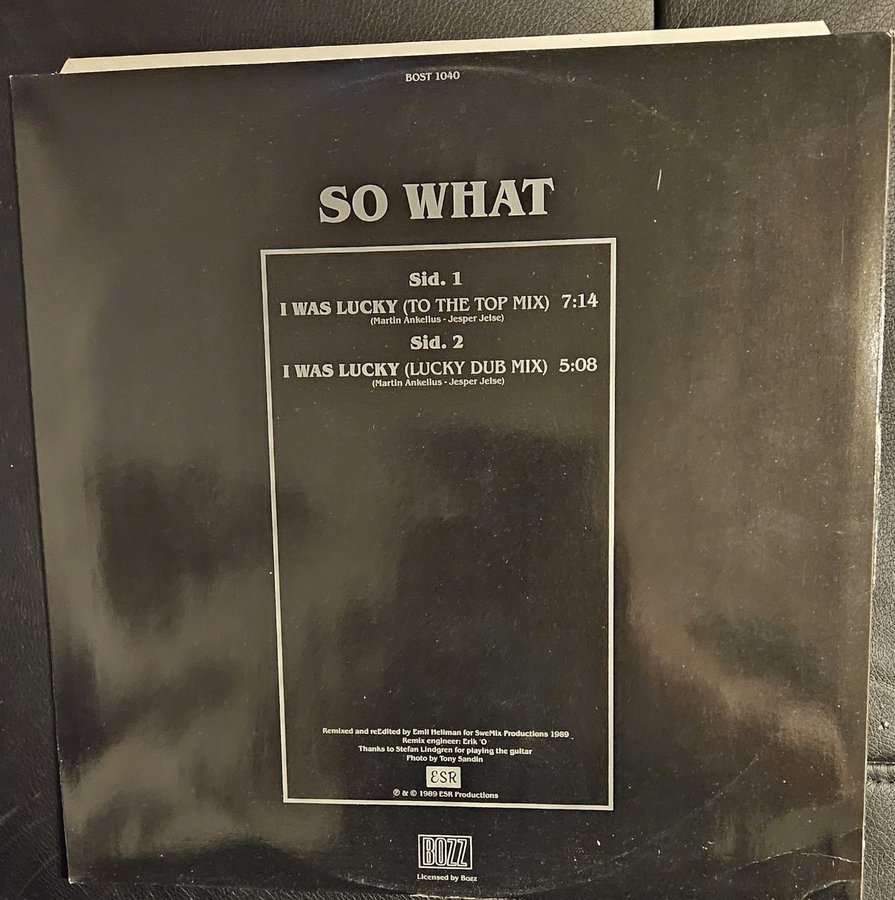 BOST 1040
SO WHAT
Sid. 1
I WAS LUCKY (TO THE TOP MIX) 7:14
(Martin Ankelius - Jesper Jelse)
Sid. 2
I WAS LUCKY (LUCKY DUB MIX) 5:08
(Martin Ankelius - Jesper Jelse)
Remixed and reEdited by Emil Hellman for SweMix Productions 1989
Remix engineer: Erik 'O'
Thanks to Stefan Lindgren for playing the guitar
Photo by Tony Sandin
ESR
℗ & © 1989 ESR Productions
BOZZ
Licensed by Bozz